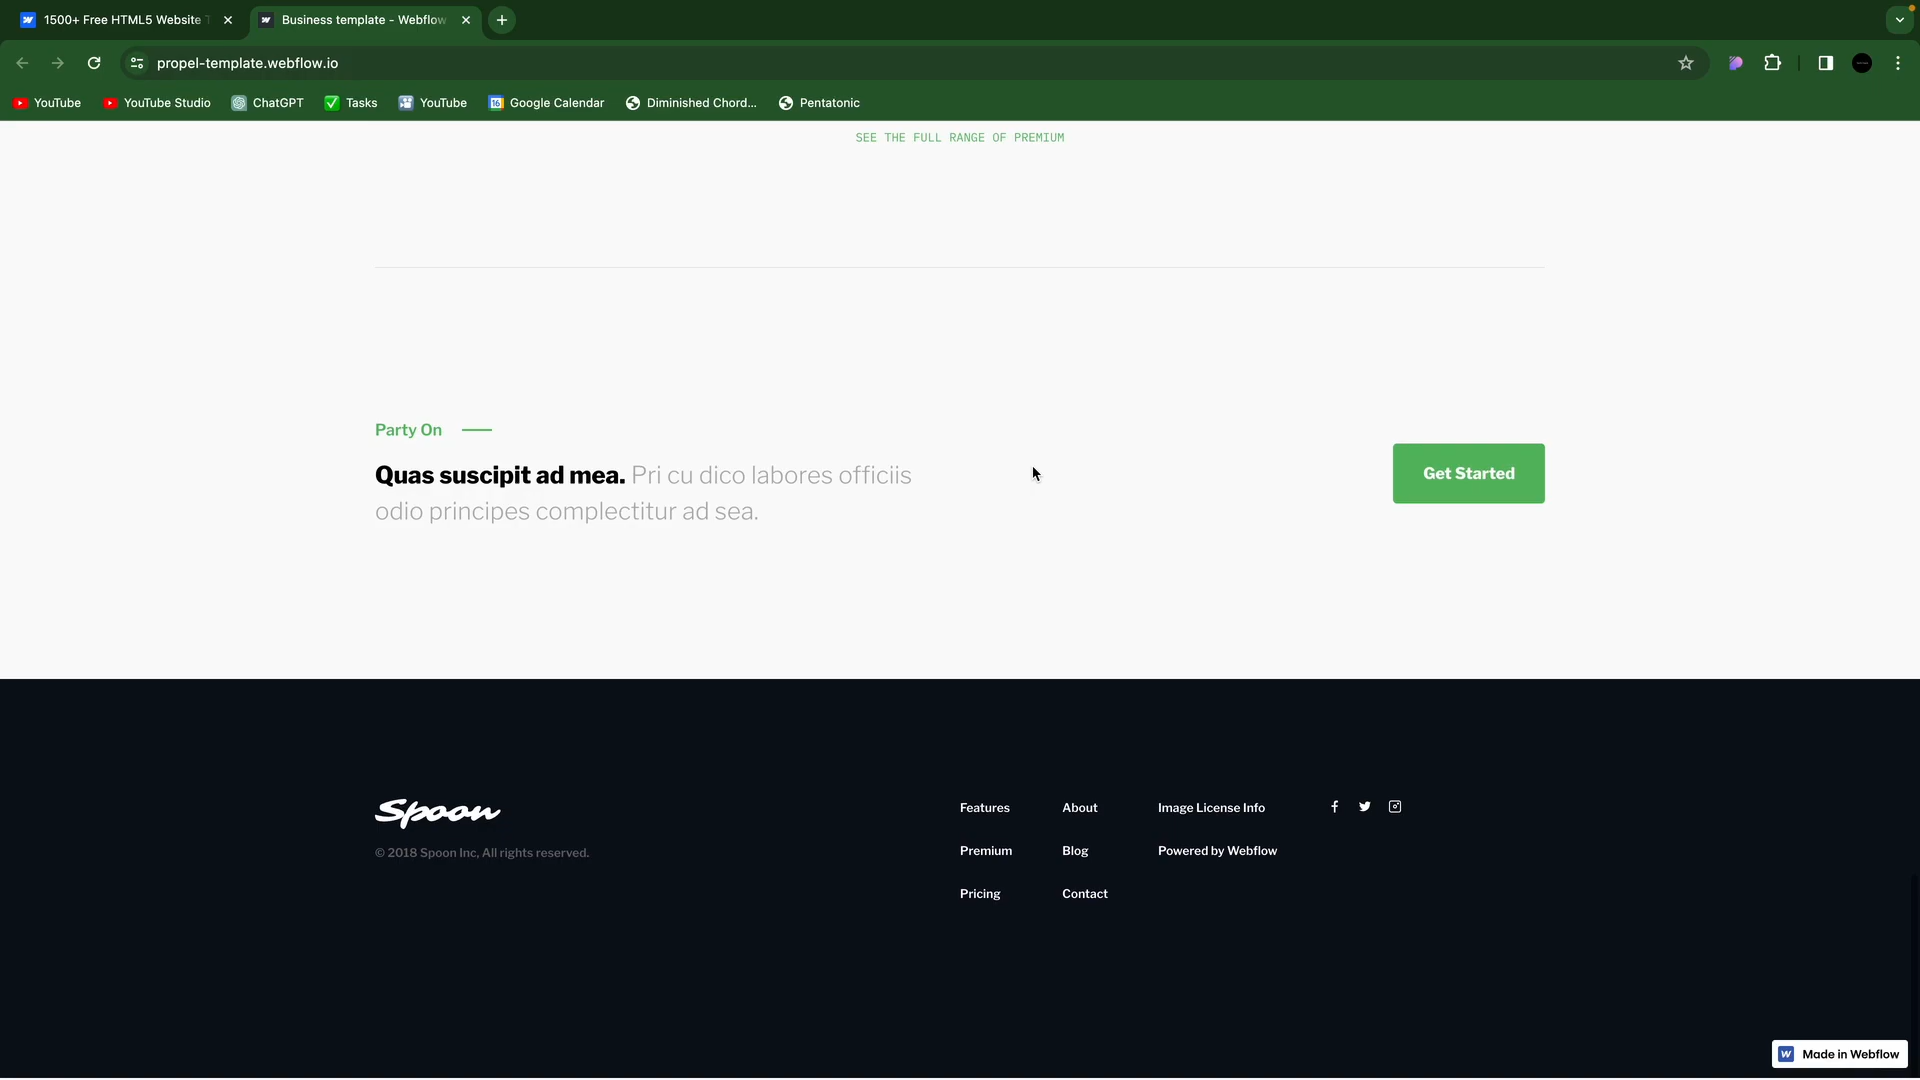 1500+ Free HTML5 Website T
Business template - Webflow
propel-template.webflow.io
YouTube
YouTube Studio
ChatGPT
Tasks
YouTube
16
Google Calendar
Diminished Chord...
Pentatonic
SEE THE FULL RANGE OF PREMIUM
Party On
Quas suscipit ad mea. Pri cu dico labores officiis
odio principes complectitur ad sea.
Get Started
Spoon
© 2018 Spoon Inc, All rights reserved.
Features
About
Image License Info
Premium
Blog
Powered by Webflow
Pricing
Contact
Made in Webflow